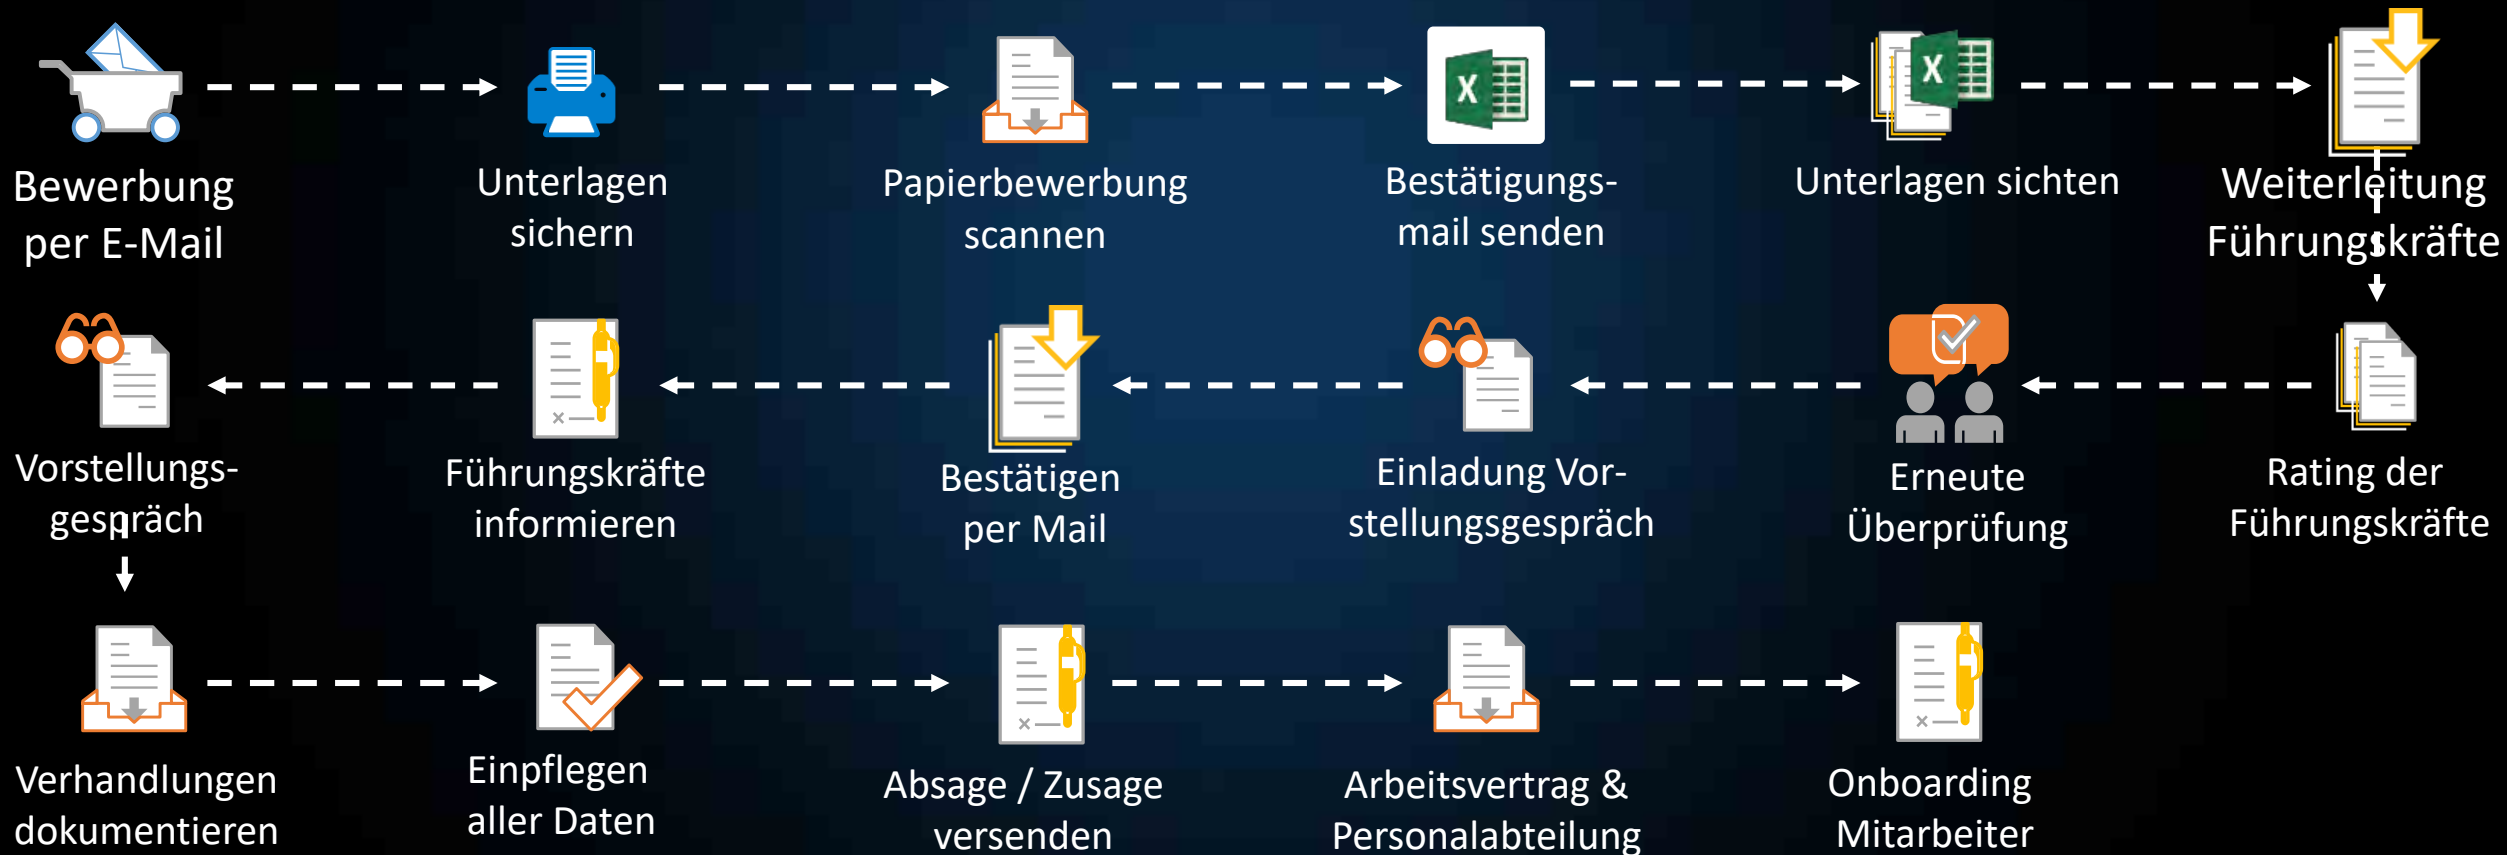 X
X
Bewerbung
per E-Mail
Unterlagen
sichern
Papierbewerbung
scannen
Bestätigungs-
mail senden
Unterlagen sichten
Weiterleitung
Führungskräfte
Vorstellungs-
gespräch
Führungskräfte
informieren
Bestätigen
per Mail
Einladung Vor-
stellungsgespräch
Erneute
Überprüfung
Rating der
Führungskräfte
Verhandlungen
dokumentieren
Einpflegen
aller Daten
Absage / Zusage
versenden
Arbeitsvertrag &
Personalabteilung
Onboarding
Mitarbeiter